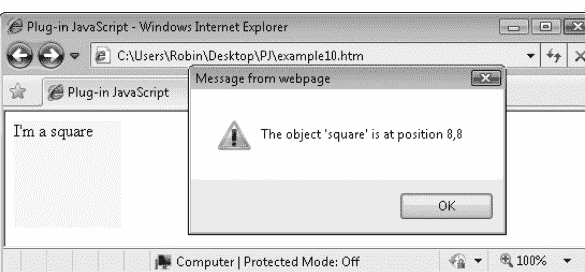 Plug-in JavaScript - Windows Internet Explorer
C:\Users\Robin\Desktop\PJ\example10.htm
Plug-in JavaScript
Message from webpage
I'm a square
The object 'square' is at position 8,8
OK
Computer | Protected Mode: Off
100%